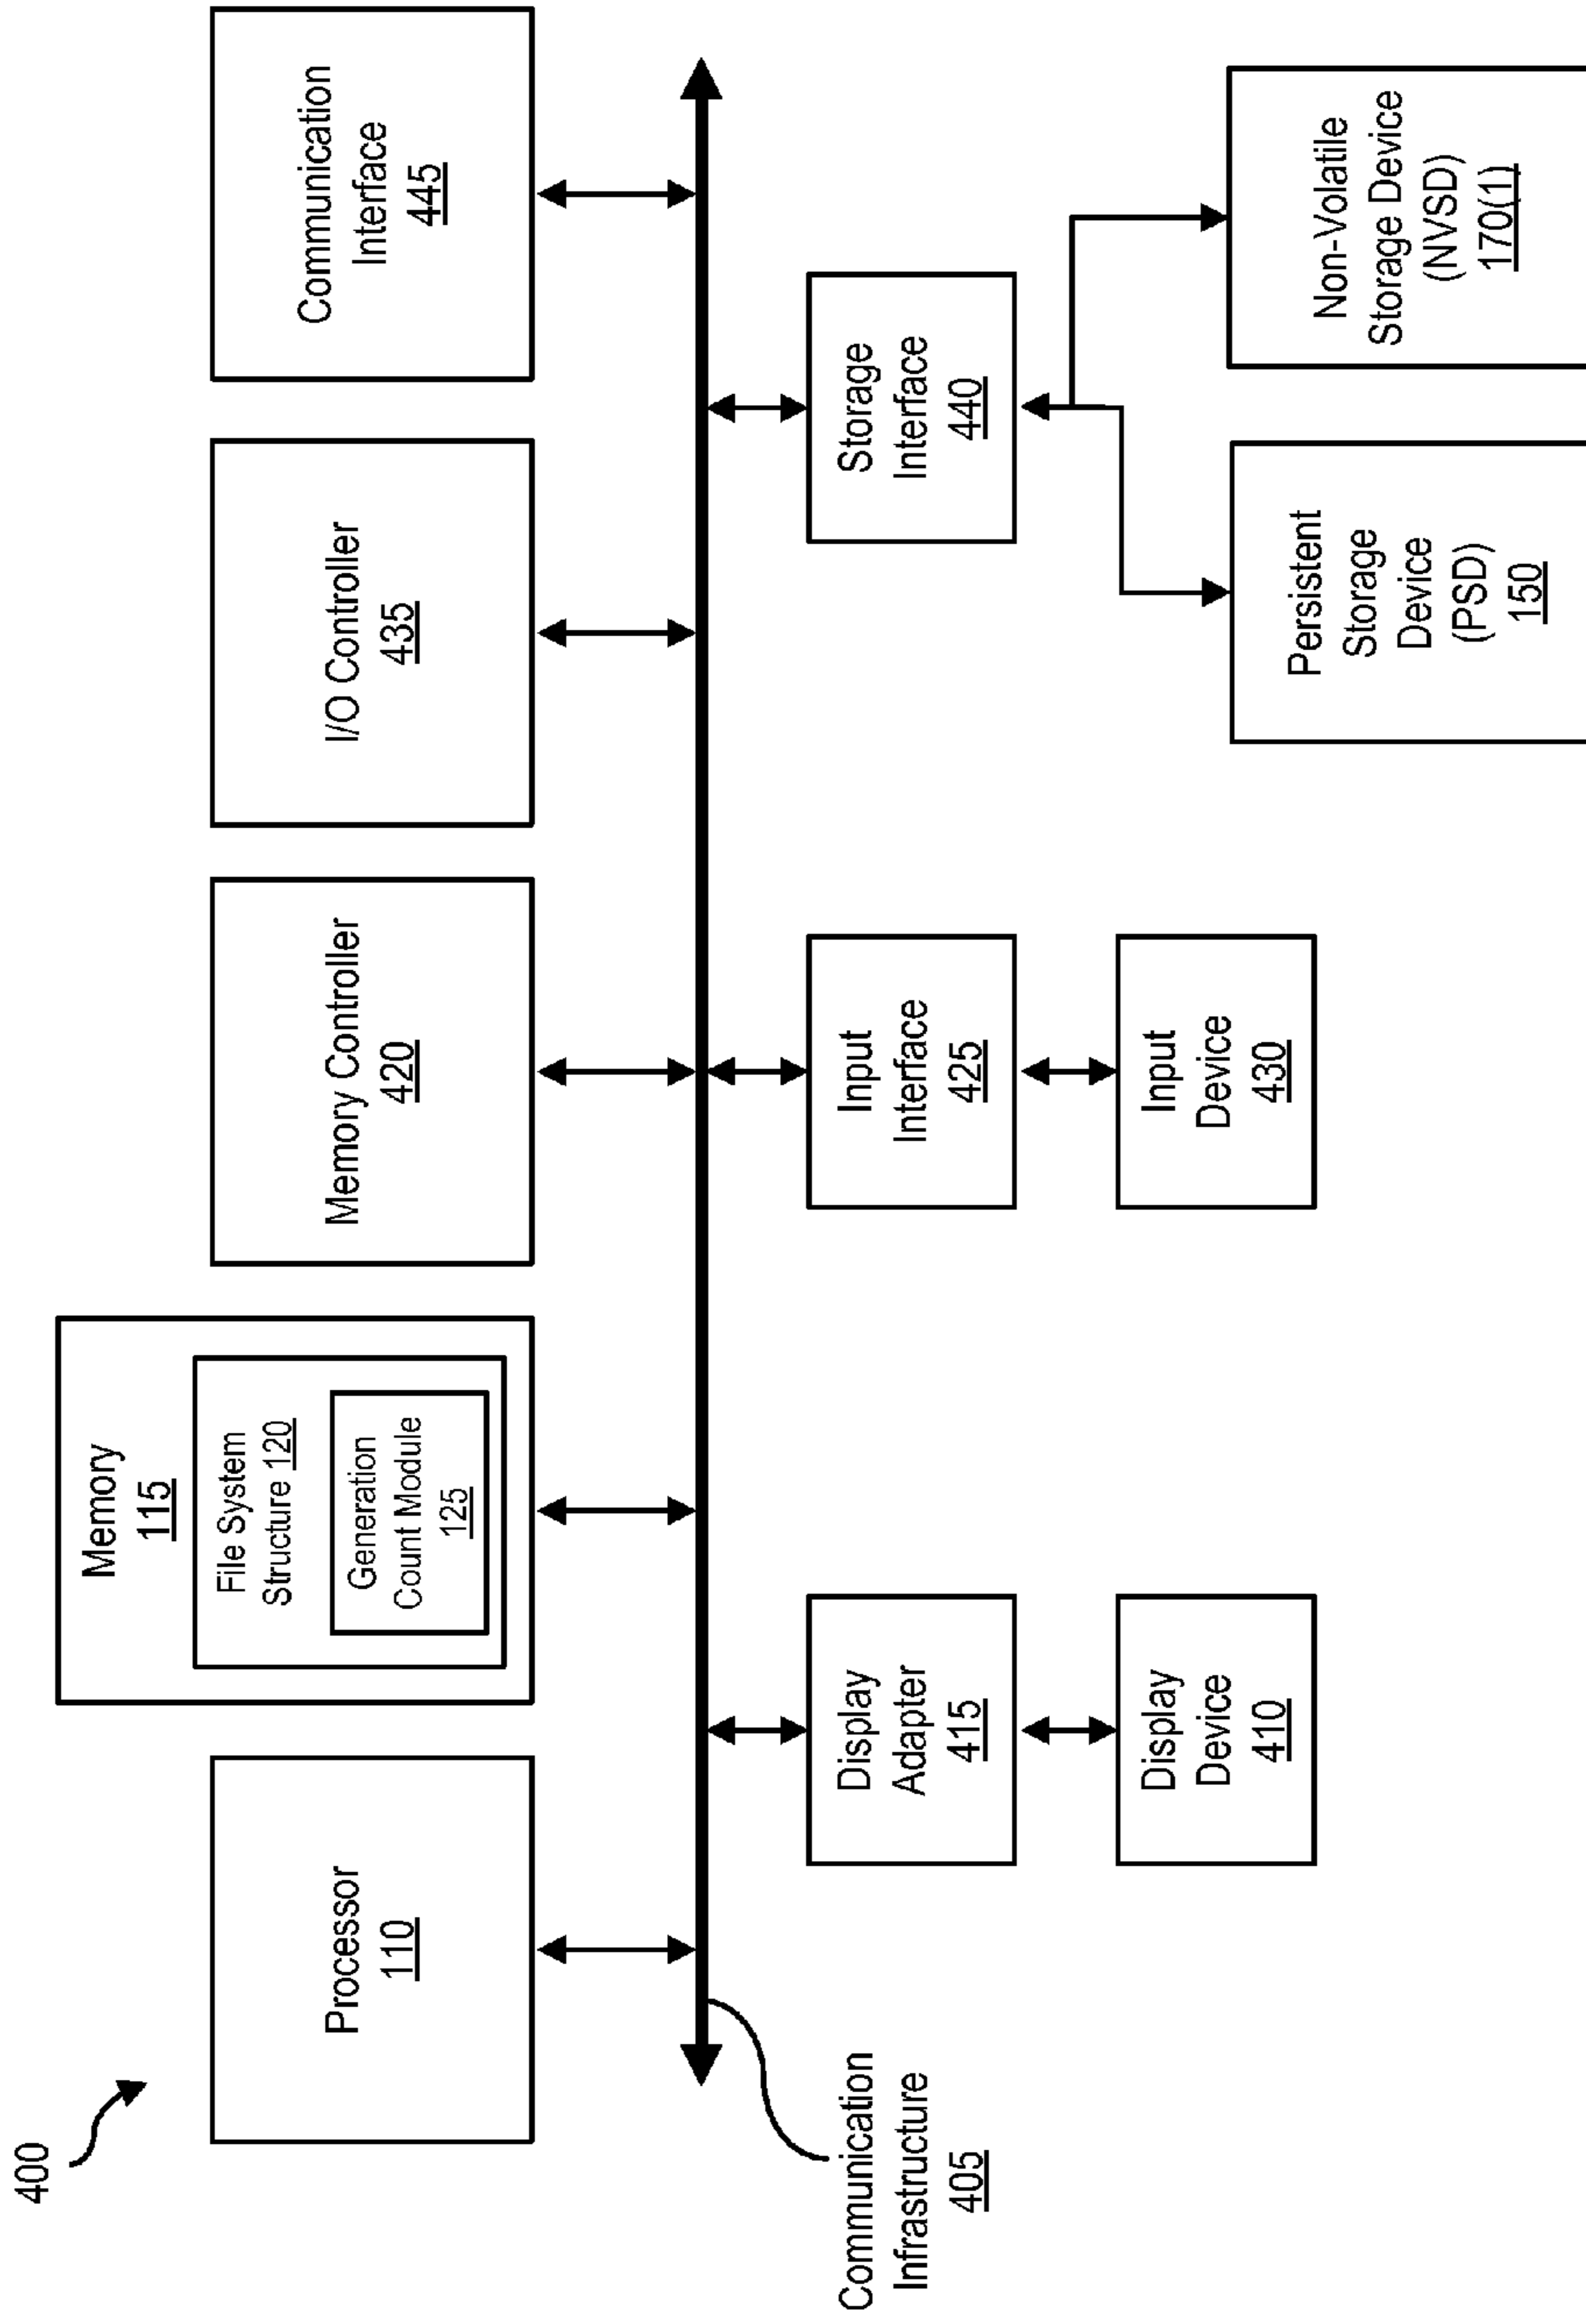 400
Processor
110
Memory
115
File System
Structure 120
Generation
Count Module
125
Memory Controller
420
I/O Controller
435
Communication
Interface
445
Communication
Infrastructure
405
Display
Adapter
415
Input
Interface
425
Storage
Interface
440
Display
Device
410
Input
Device
430
Persistent
Storage
Device
(PSD)
150
Non-Volatile
Storage Device
(NVSD)
170(1)